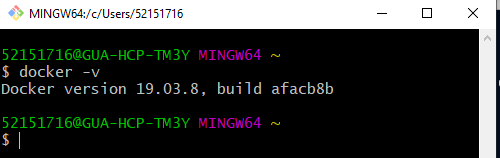 MINGW64:/c/Users/52151716
52151716@GUA-HCP-TM3Y MINGW64 ~
$ docker -v
Docker version 19.03.8, build afacb8b
52151716@GUA-HCP-TM3Y MINGW64 ~
$